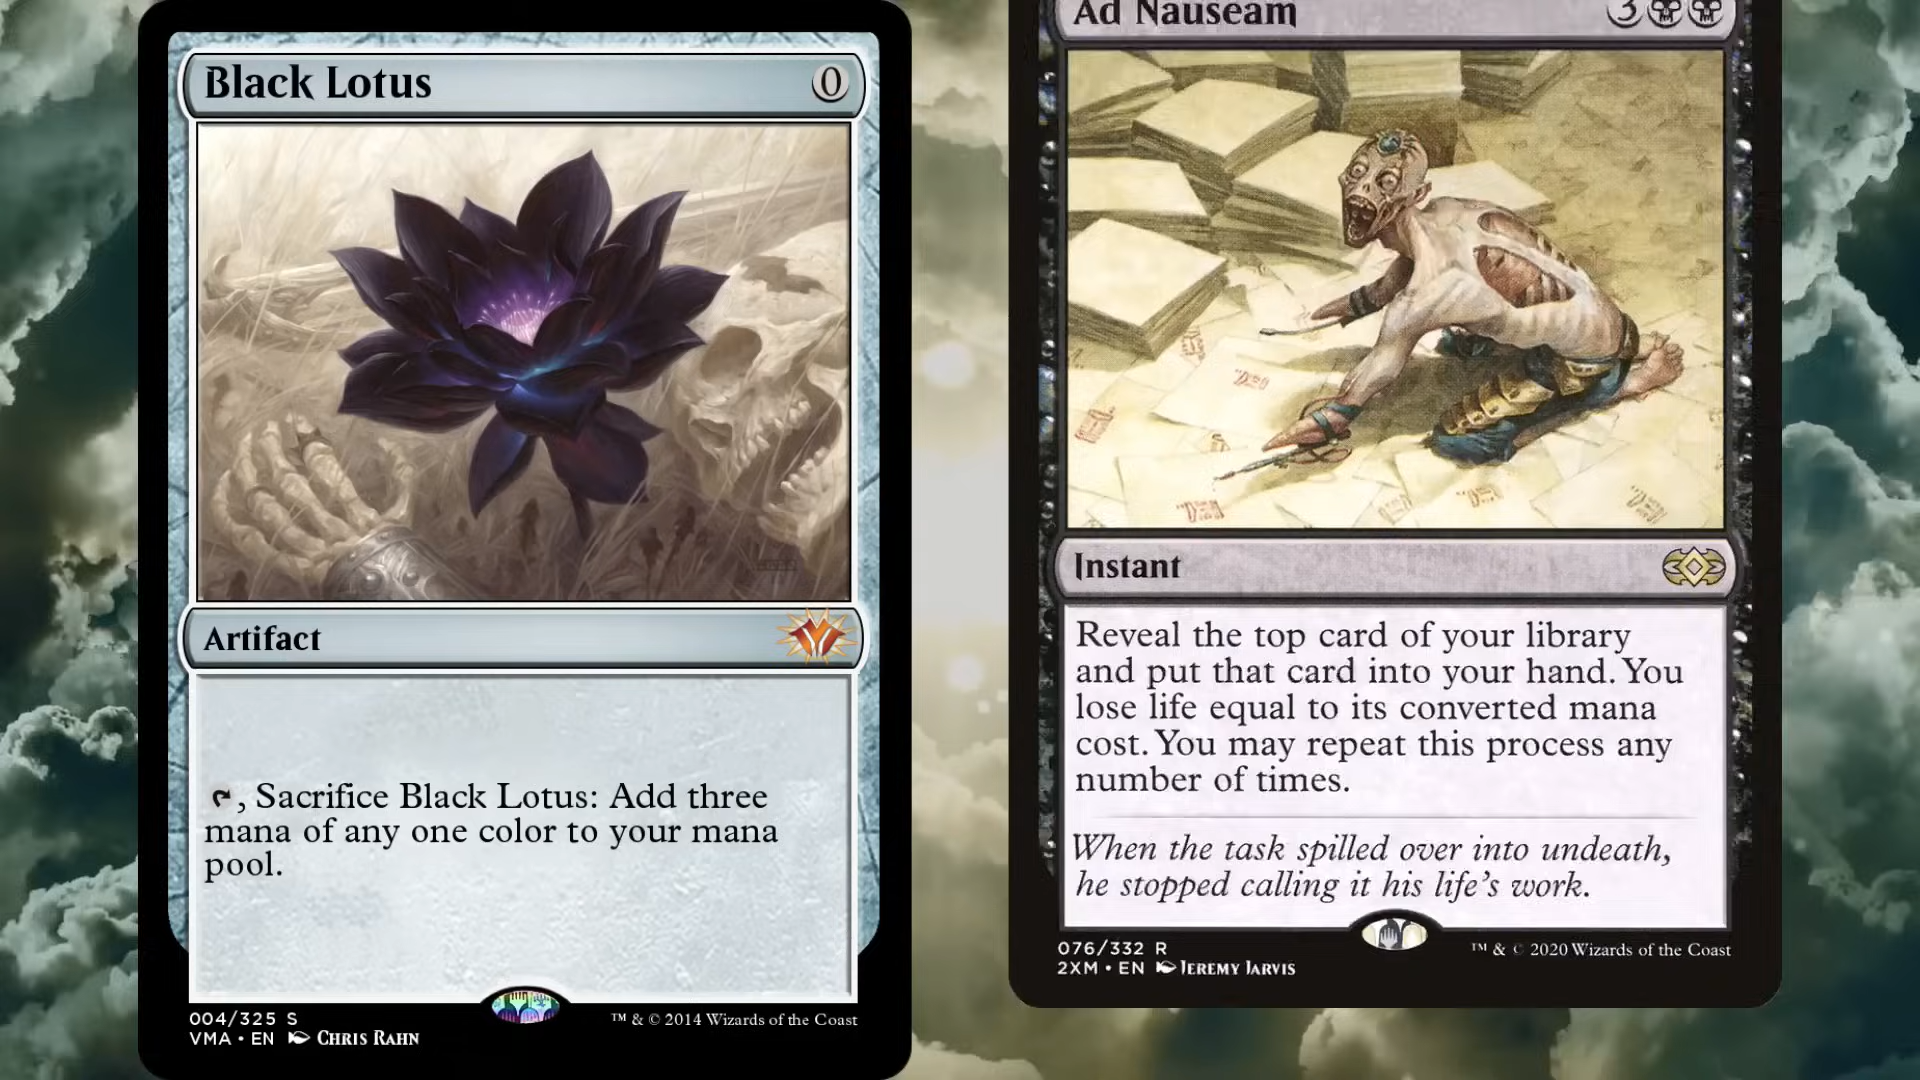 Black Lotus
0
Artifact
, Sacrifice Black Lotus: Add three
mana of any one color to your mana
pool.
004/325 S
VMA • EN CHRIS RAHN
™ & © 2014 Wizards of the Coast
Ad Nauseam
3
Instant
Reveal the top card of your library
and put that card into your hand. You
lose life equal to its converted mana
cost. You may repeat this process any
number of times.
When the task spilled over into undeath,
he stopped calling it his life's work.
076/332 R
2XM • EN JEREMY JARVIS
™ & © 2020 Wizards of the Coast